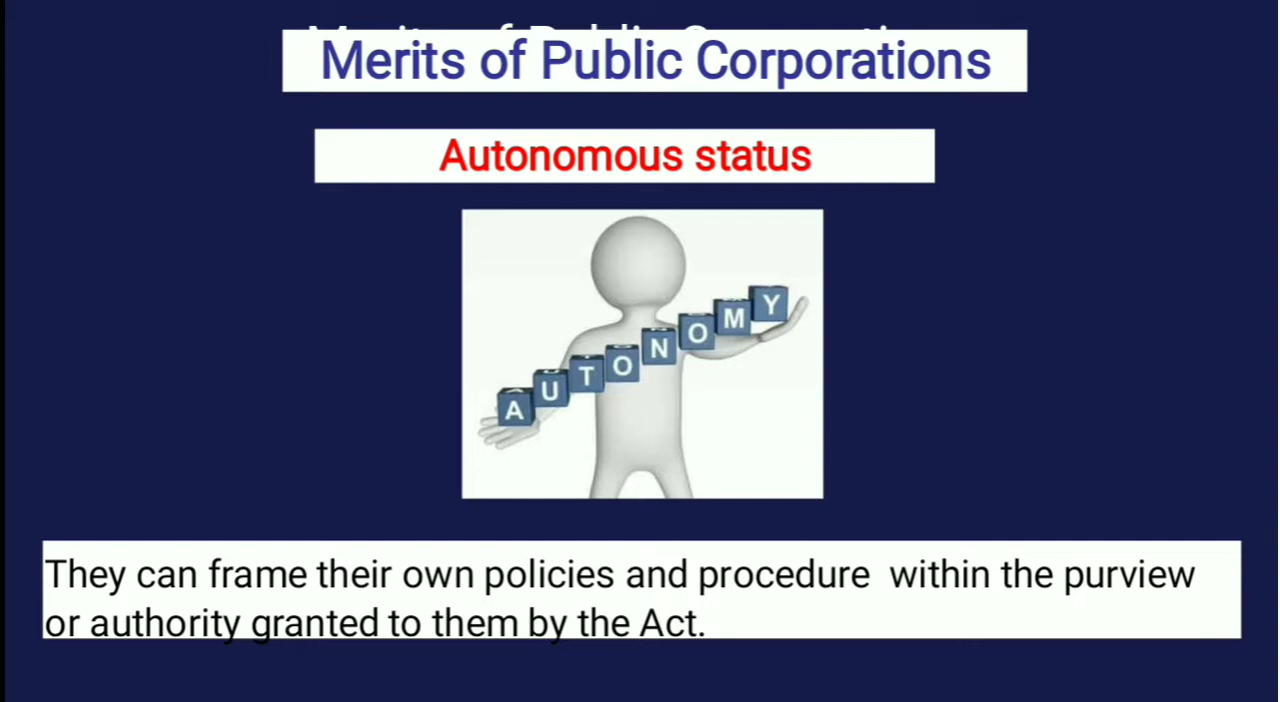 Merits of Public Corporations
Autonomous status
AUTONOMY
They can frame their own policies and procedure within the purview
or authority granted to them by the Act.